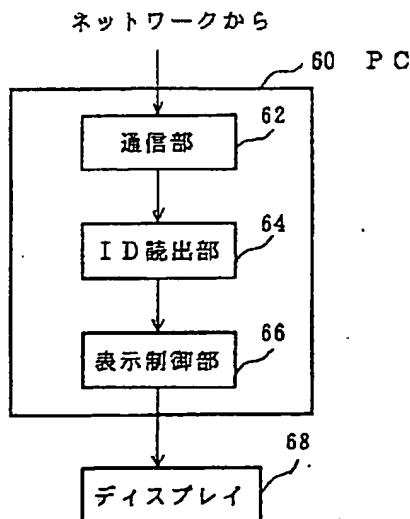 ネットワークから
60 PC
62
通信部
64
ID読出部
66
表示制御部
68
ディスプレイ